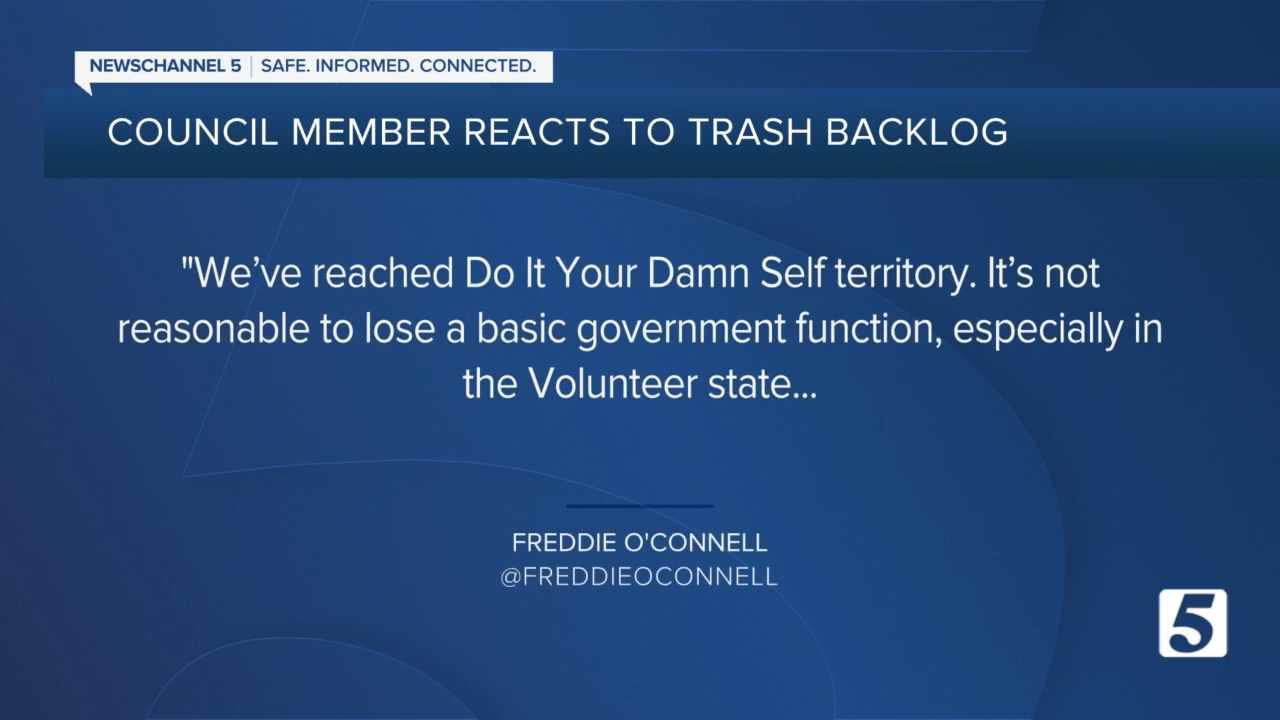 NEWSCHANNEL 5 | SAFE. INFORMED. CONNECTED.
COUNCIL MEMBER REACTS TO TRASH BACKLOG
"We’ve reached Do It Your Damn Self territory. It’s not
reasonable to lose a basic government function, especially in
the Volunteer state...
FREDDIE O'CONNELL
@FREDDIEOCONNELL
5